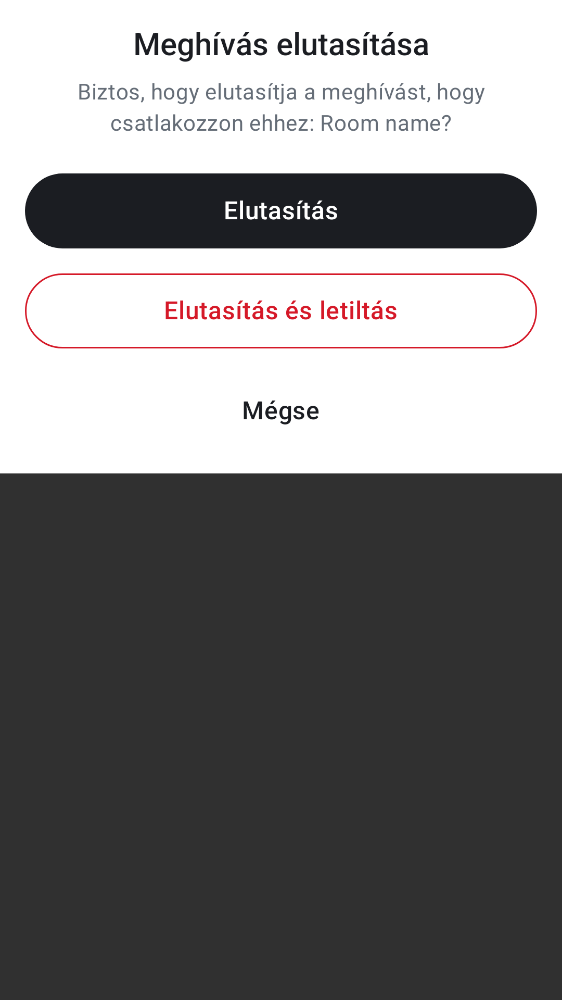 Meghívás elutasítása
Biztos, hogy elutasítja a meghívást, hogy
csatlakozzon ehhez: Room name?
Elutasítás
Elutasítás és letiltás
Mégse